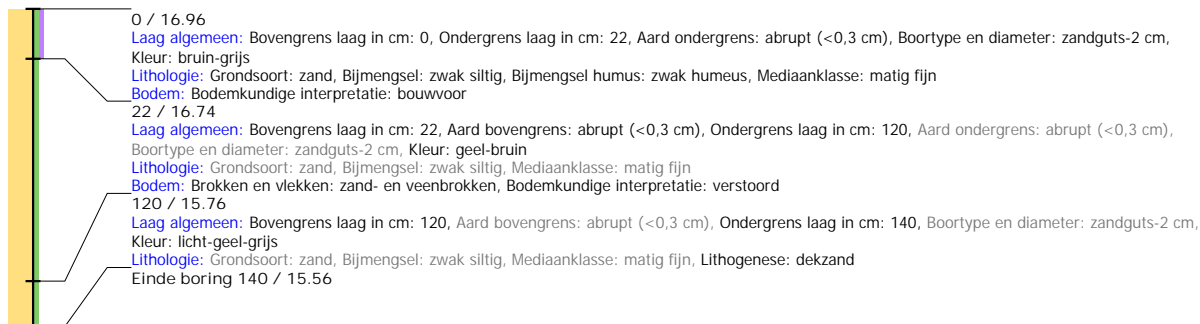 0 / 16.96
Laag algemeen: Bovengrens laag in cm: 0, Ondergrens laag in cm: 22, Aard ondergrens: abrupt (<0,3 cm), Boortype en diameter: zandguts-2 cm,
Kleur: bruin-grijs
Lithologie: Grondsoort: zand, Bijmengsel: zwak siltig, Bijmengsel humus: zwak humeus, Mediaanklasse: matig fijn
Bodem: Bodemkundige interpretatie: bouwvoor
22 / 16.74
Laag algemeen: Bovengrens laag in cm: 22, Aard bovengrens: abrupt (<0,3 cm), Ondergrens laag in cm: 120, Aard ondergrens: abrupt (<0,3 cm),
Boortype en diameter: zandguts-2 cm, Kleur: geel-bruin
Lithologie: Grondsoort: zand, Bijmengsel: zwak siltig, Mediaanklasse: matig fijn
Bodem: Brokken en vlekken: zand- en veenbrokken, Bodemkundige interpretatie: verstoord
120 / 15.76
Laag algemeen: Bovengrens laag in cm: 120, Aard bovengrens: abrupt (<0,3 cm), Ondergrens laag in cm: 140, Boortype en diameter: zandguts-2 cm,
Kleur: licht-geel-grijs
Lithologie: Grondsoort: zand, Bijmengsel: zwak siltig, Mediaanklasse: matig fijn, Lithogenese: dekzand
Einde boring 140 / 15.56